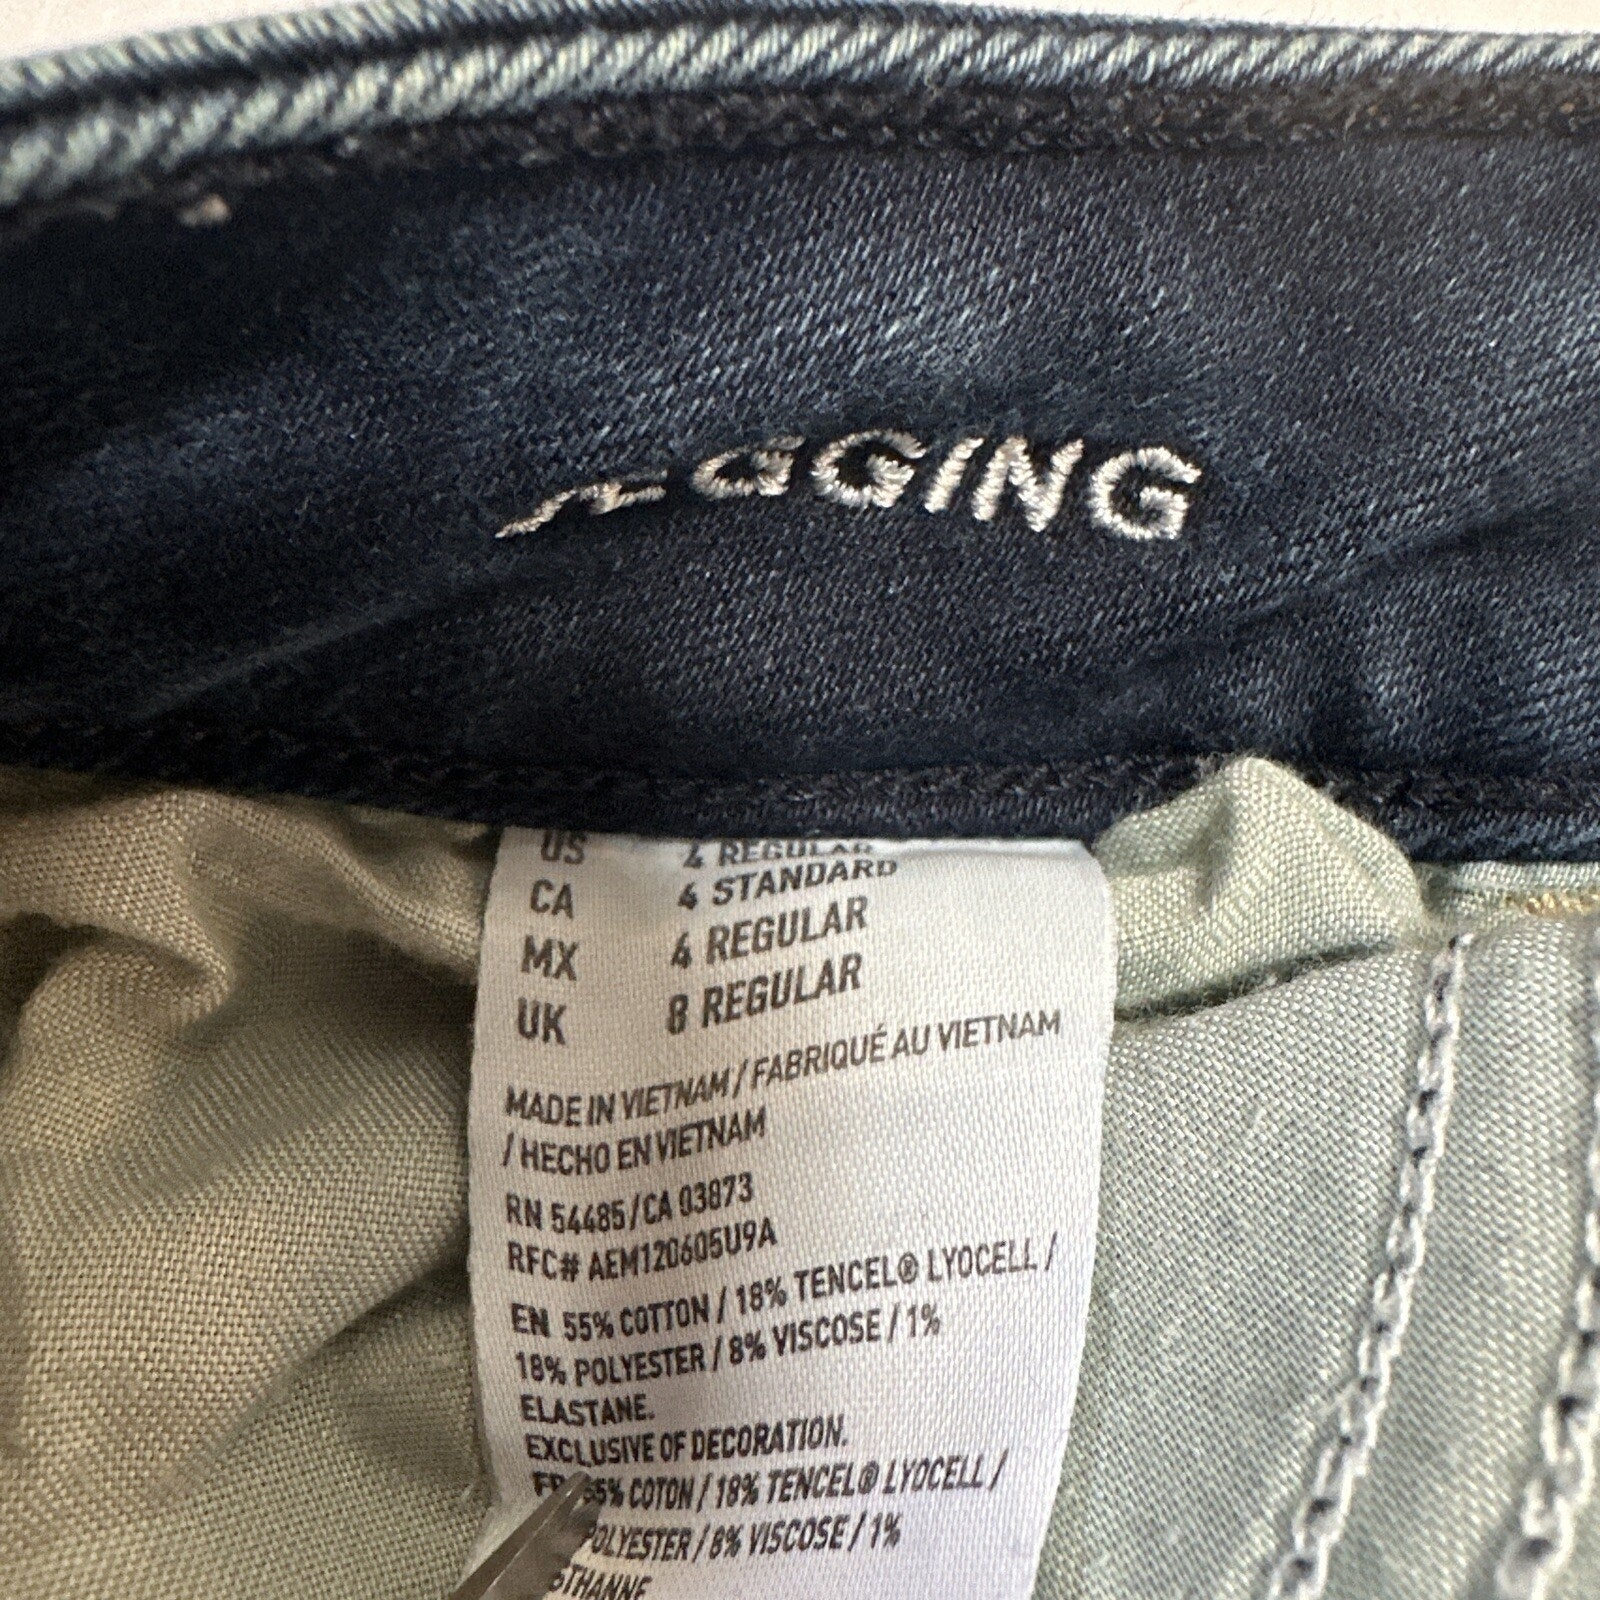 JEGGING
US 4 REGULAR
CA 4 STANDARD
MX 4 REGULAR
UK 8 REGULAR
MADE IN VIETNAM / FABRIQUÉ AU VIETNAM
/ HECHO EN VIETNAM
RN 54485 / CA 03873
RFC# AEM120605U9A
EN 55% COTTON / 18% TENCEL® LYOCELL /
18% POLYESTER / 8% VISCOSE / 1%
ELASTANE.
EXCLUSIVE OF DECORATION.
FR 55% COTON / 18% TENCEL® LYOCELL /
POLYESTER / 8% VISCOSE / 1%